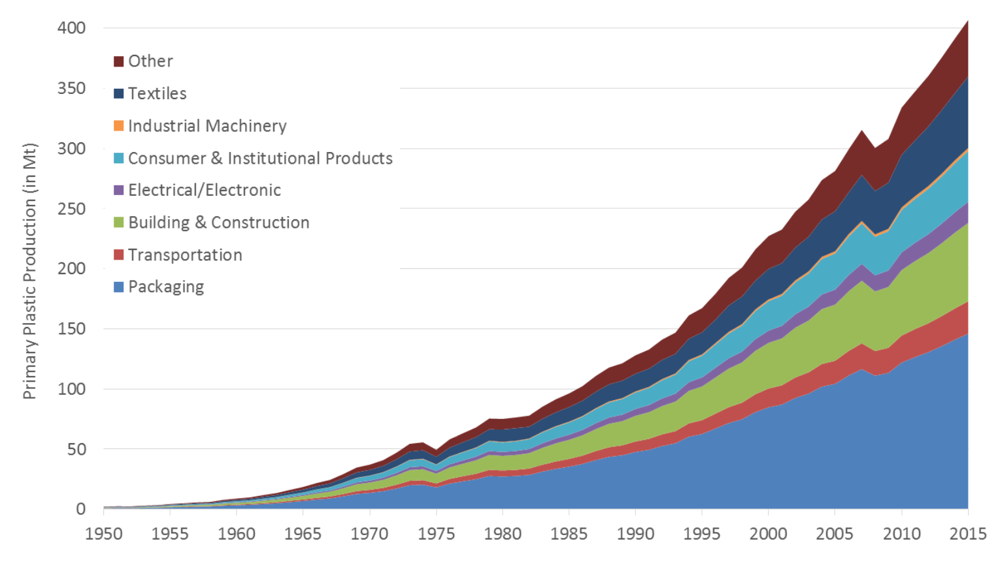 400
350
300
250
200
150
100
50
0
Primary Plastic Production (in Mt)
Other
Textiles
Industrial Machinery
Consumer & Institutional Products
Electrical/Electronic
Building & Construction
Transportation
Packaging
1950 1955 1960 1965 1970 1975 1980 1985 1990 1995 2000 2005 2010 2015